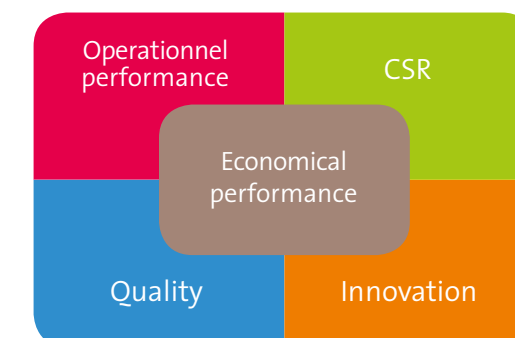 Operationnel
performance
CSR
Economical
performance
Quality
Innovation